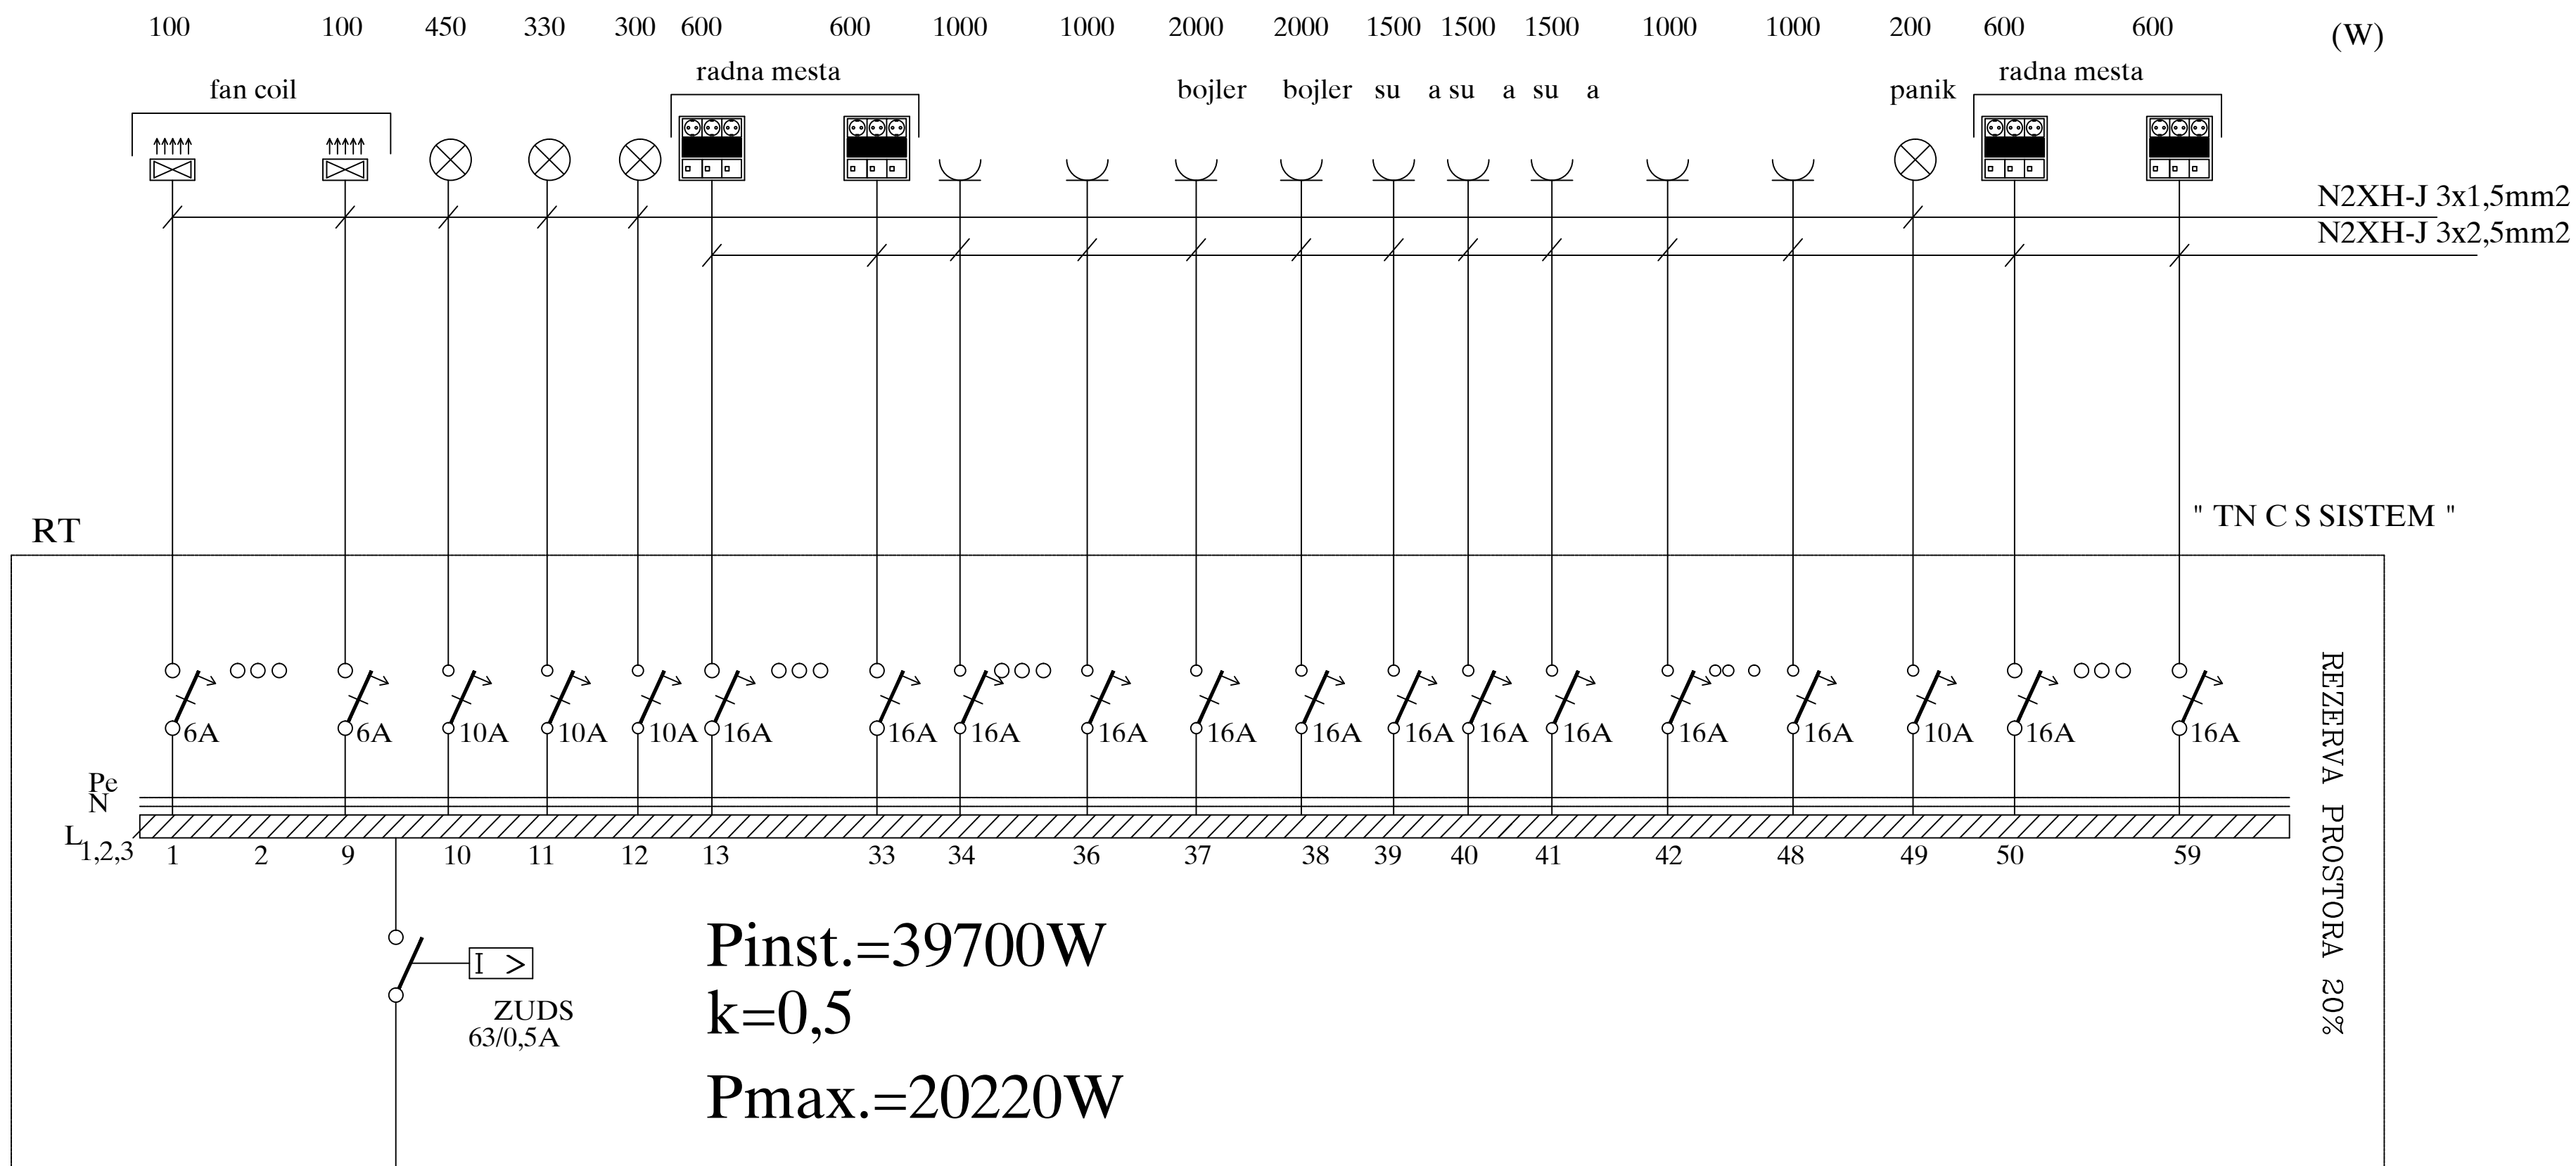 100 100 450 330 300 600 600 1000 1000 2000 2000 1500 1500 1500 1000 1000 200 600 600 (W)
radna mesta radna mesta
fan coil bojler bojler su a su a su a panik
N2XH-J 3x1,5mm2
N2XH-J 3x2,5mm2
RT " TN C S SISTEM "
6A 6A 10A 10A 10A 16A 16A 16A 16A 16A 16A 16A 16A 16A 16A 16A 10A 16A 16A
REZERVA PROSTORA 20%
Pe
N
L1,2,3 1 2 9 10 11 12 13 33 34 36 37 38 39 40 41 42 48 49 50 59
I >
ZUDS
63/0,5A
Pinst.=39700W
k=0,5
Pmax.=20220W